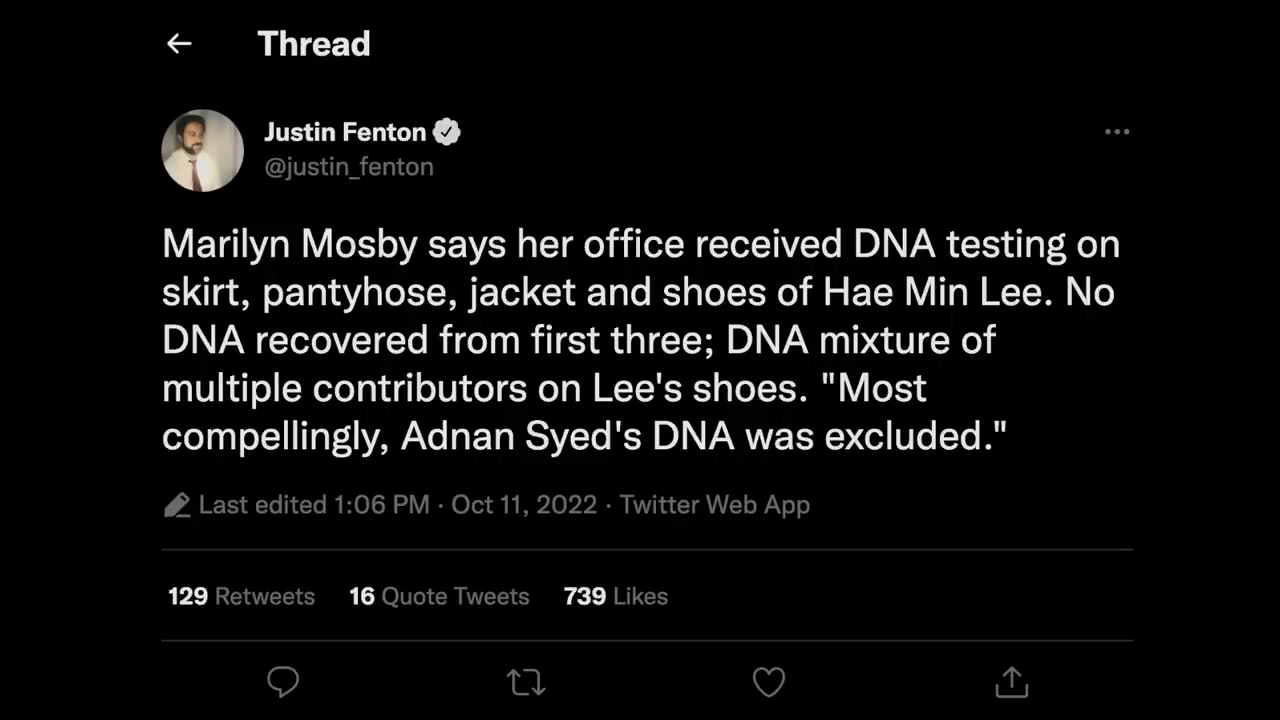 Thread
Justin Fenton
@justin_fenton
Marilyn Mosby says her office received DNA testing on
skirt, pantyhose, jacket and shoes of Hae Min Lee. No
DNA recovered from first three; DNA mixture of
multiple contributors on Lee's shoes. "Most
compellingly, Adnan Syed's DNA was excluded."
Last edited 1:06 PM · Oct 11, 2022 · Twitter Web App
129 Retweets 16 Quote Tweets 739 Likes